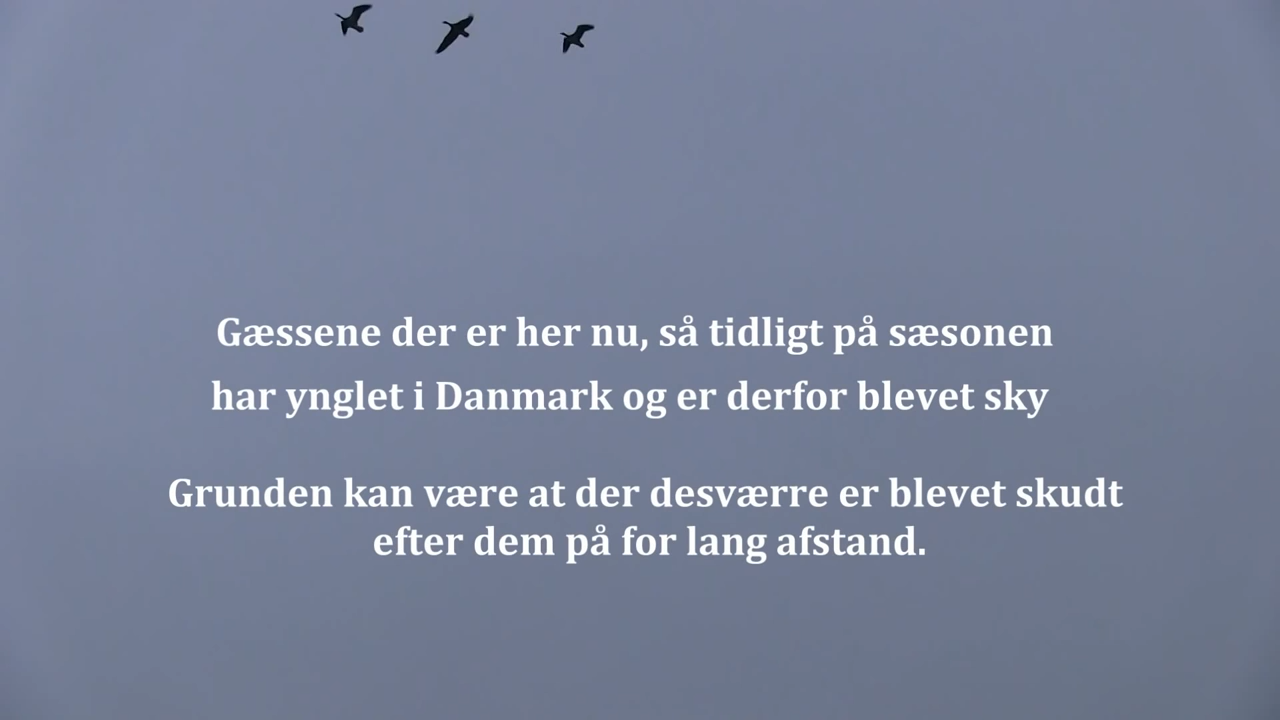 Gæssene der er her nu, så tidligt på sæsonen
har ynglet i Danmark og er derfor blevet sky
Grunden kan være at der desværre er blevet skudt
efter dem på for lang afstand.